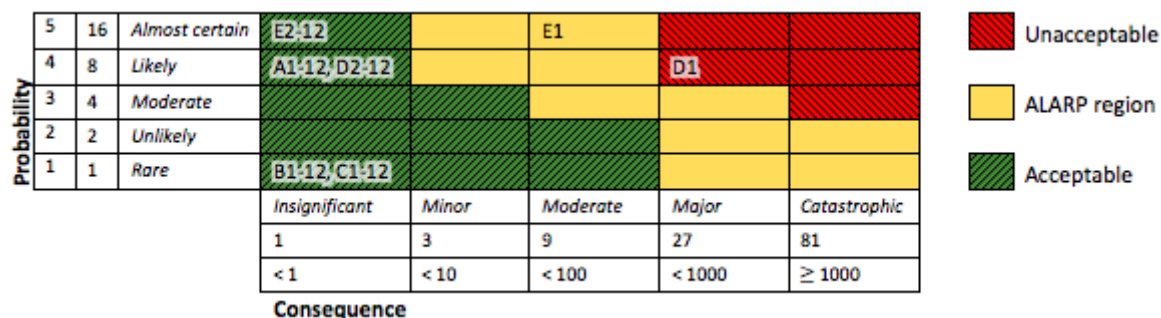 5 16 Almost certain E2-12 E1
4 8 Likely A1-12, D2-12 D1
3 4 Moderate
2 2 Unlikely
1 1 Rare B1-12, C1-12
Probability
Insignificant Minor Moderate Major Catastrophic
1 3 9 27 81
< 1 < 10 < 100 < 1000 ≥ 1000
Consequence
Unacceptable
ALARP region
Acceptable